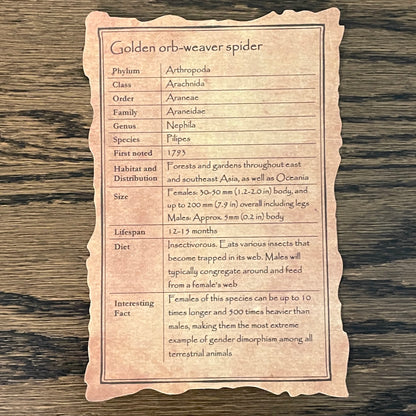 Golden orb-weaver spider
Phylum Arthropoda
Class Arachnida
Order Araneae
Family Araneidae
Genus Nephila
Species Pilipes
First noted 1793
Habitat and Distribution Forests and gardens throughout east
and southeast Asia, as well as Oceania
Size Females: 30-50 mm (1.2-2.0 in) body, and
up to 200 mm (7.9 in) overall including legs
Males: Approx. 5mm (0.2 in) body
Lifespan 12-15 months
Diet Insectivorous. Eats various insects that
become trapped in its web. Males will
typically congregate around and feed
from a female's web
Interesting Fact Females of this species can be up to 10
times longer and 500 times heavier than
males, making them the most extreme
example of gender dimorphism among all
terrestrial animals